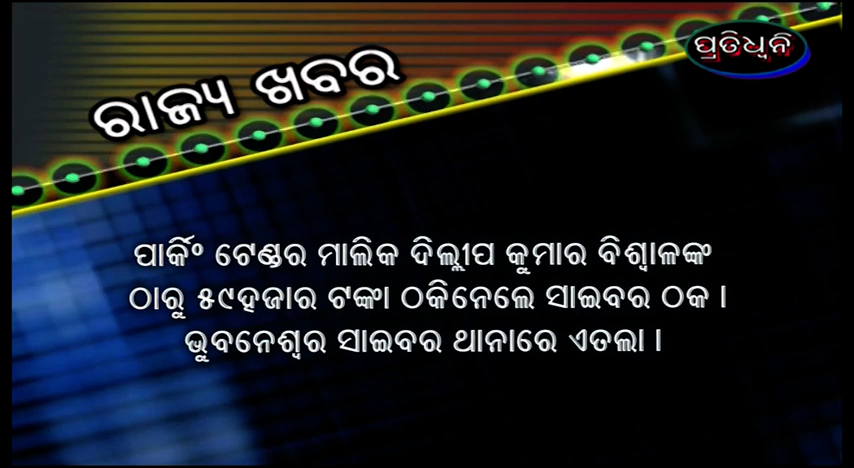 ପ୍ରତିଧ୍ୱନି
ରାଜ୍ୟ ଖବର
ପାର୍କିଂ ଟେଣ୍ଡର ମାଲିକ ଦିଲ୍ଲୀପ କୁମାର ବିଶ୍ୱାଳଙ୍କ
ଠାରୁ ୫୯ହଜାର ଟଙ୍କା ଠକିନେଲେ ସାଇବର ଠକ ।
ଭୁବନେଶ୍ୱର ସାଇବର ଥାନାରେ ଏତଲା ।